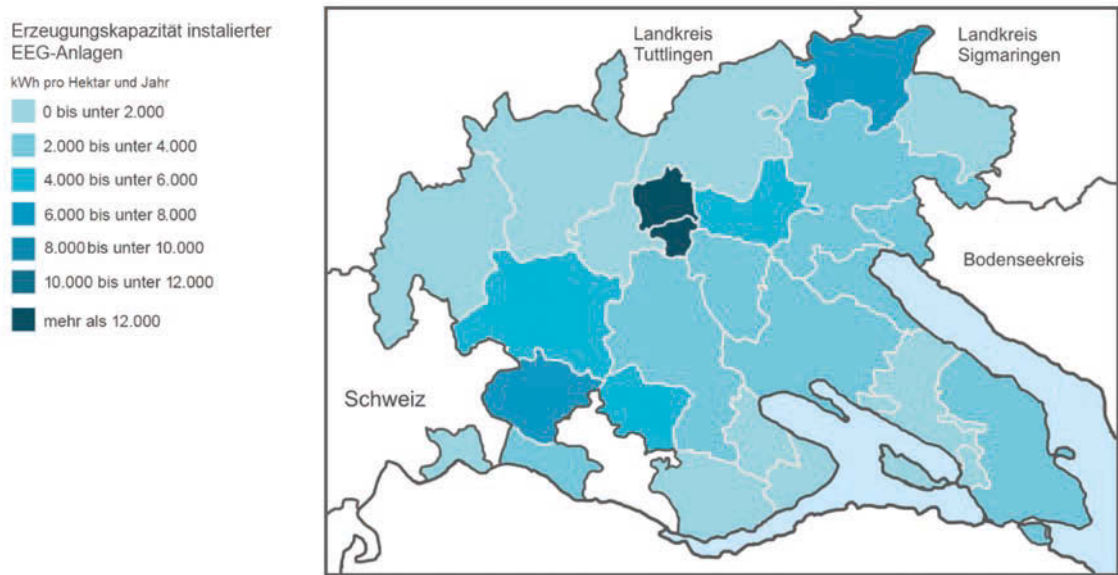 Erzeugungskapazität instalierter
EEG-Anlagen
kWh pro Hektar und Jahr
0 bis unter 2.000
2.000 bis unter 4.000
4.000 bis unter 6.000
6.000 bis unter 8.000
8.000 bis unter 10.000
10.000 bis unter 12.000
mehr als 12.000
Landkreis
Tuttlingen
Landkreis
Sigmaringen
Bodenseekreis
Schweiz